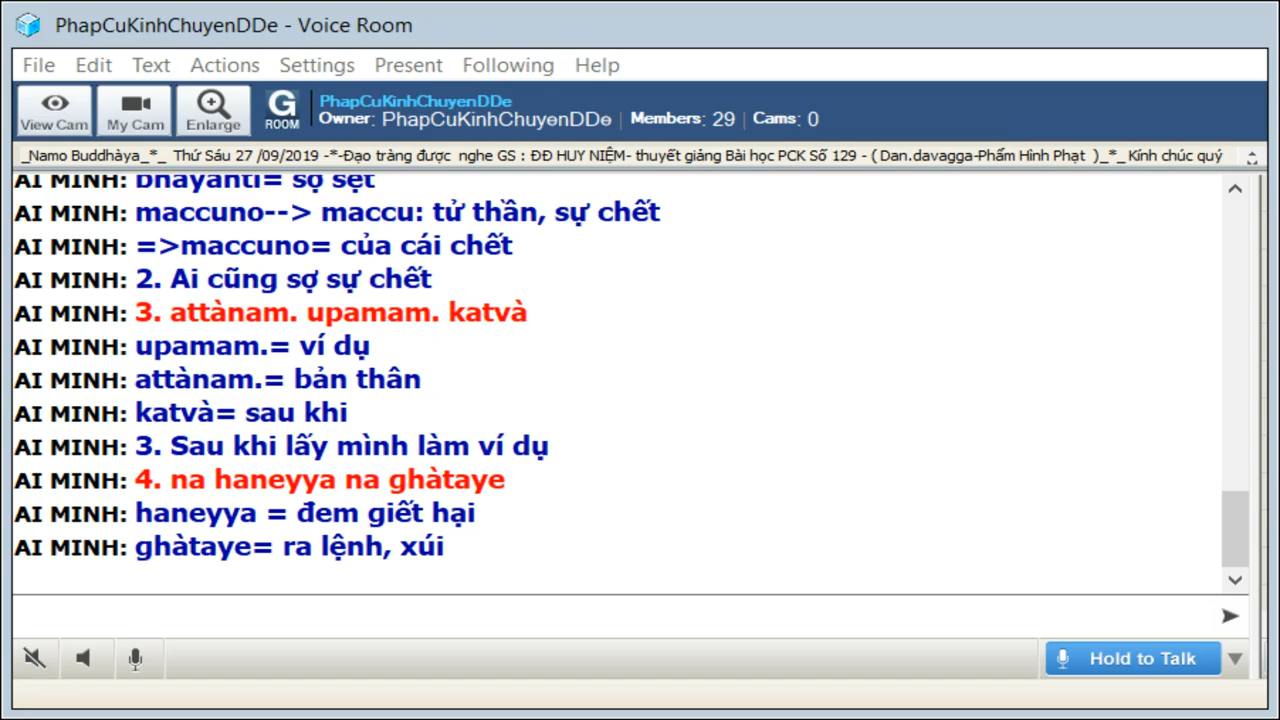 PhapCuKinhChuyenDDe - Voice Room
File Edit Text Actions Settings Present Following Help
View Cam My Cam Enlarge G ROOM
PhapCuKinhChuyenDDe
Owner: PhapCuKinhChuyenDDe | Members: 29 | Cams: 0
_Namo Buddhàya_*_ Thứ Sáu 27 /09/2019 -*-Đạo tràng được nghe GS : ĐĐ HUY NIỆM- thuyết giảng Bài học PCK Số 129 - ( Dan.davagga-Phẩm Hình Phạt )_*_ Kính chúc quý
AI MINH: bhayanti= sợ sệt
AI MINH: maccuno--> maccu: tử thần, sự chết
AI MINH: =>maccuno= của cái chết
AI MINH: 2. Ai cũng sợ sự chết
AI MINH: 3. attànam. upamam. katvà
AI MINH: upamam.= ví dụ
AI MINH: attànam.= bản thân
AI MINH: katvà= sau khi
AI MINH: 3. Sau khi lấy mình làm ví dụ
AI MINH: 4. na haneyya na ghàtaye
AI MINH: haneyya = đem giết hại
AI MINH: ghàtaye= ra lệnh, xúi
Hold to Talk